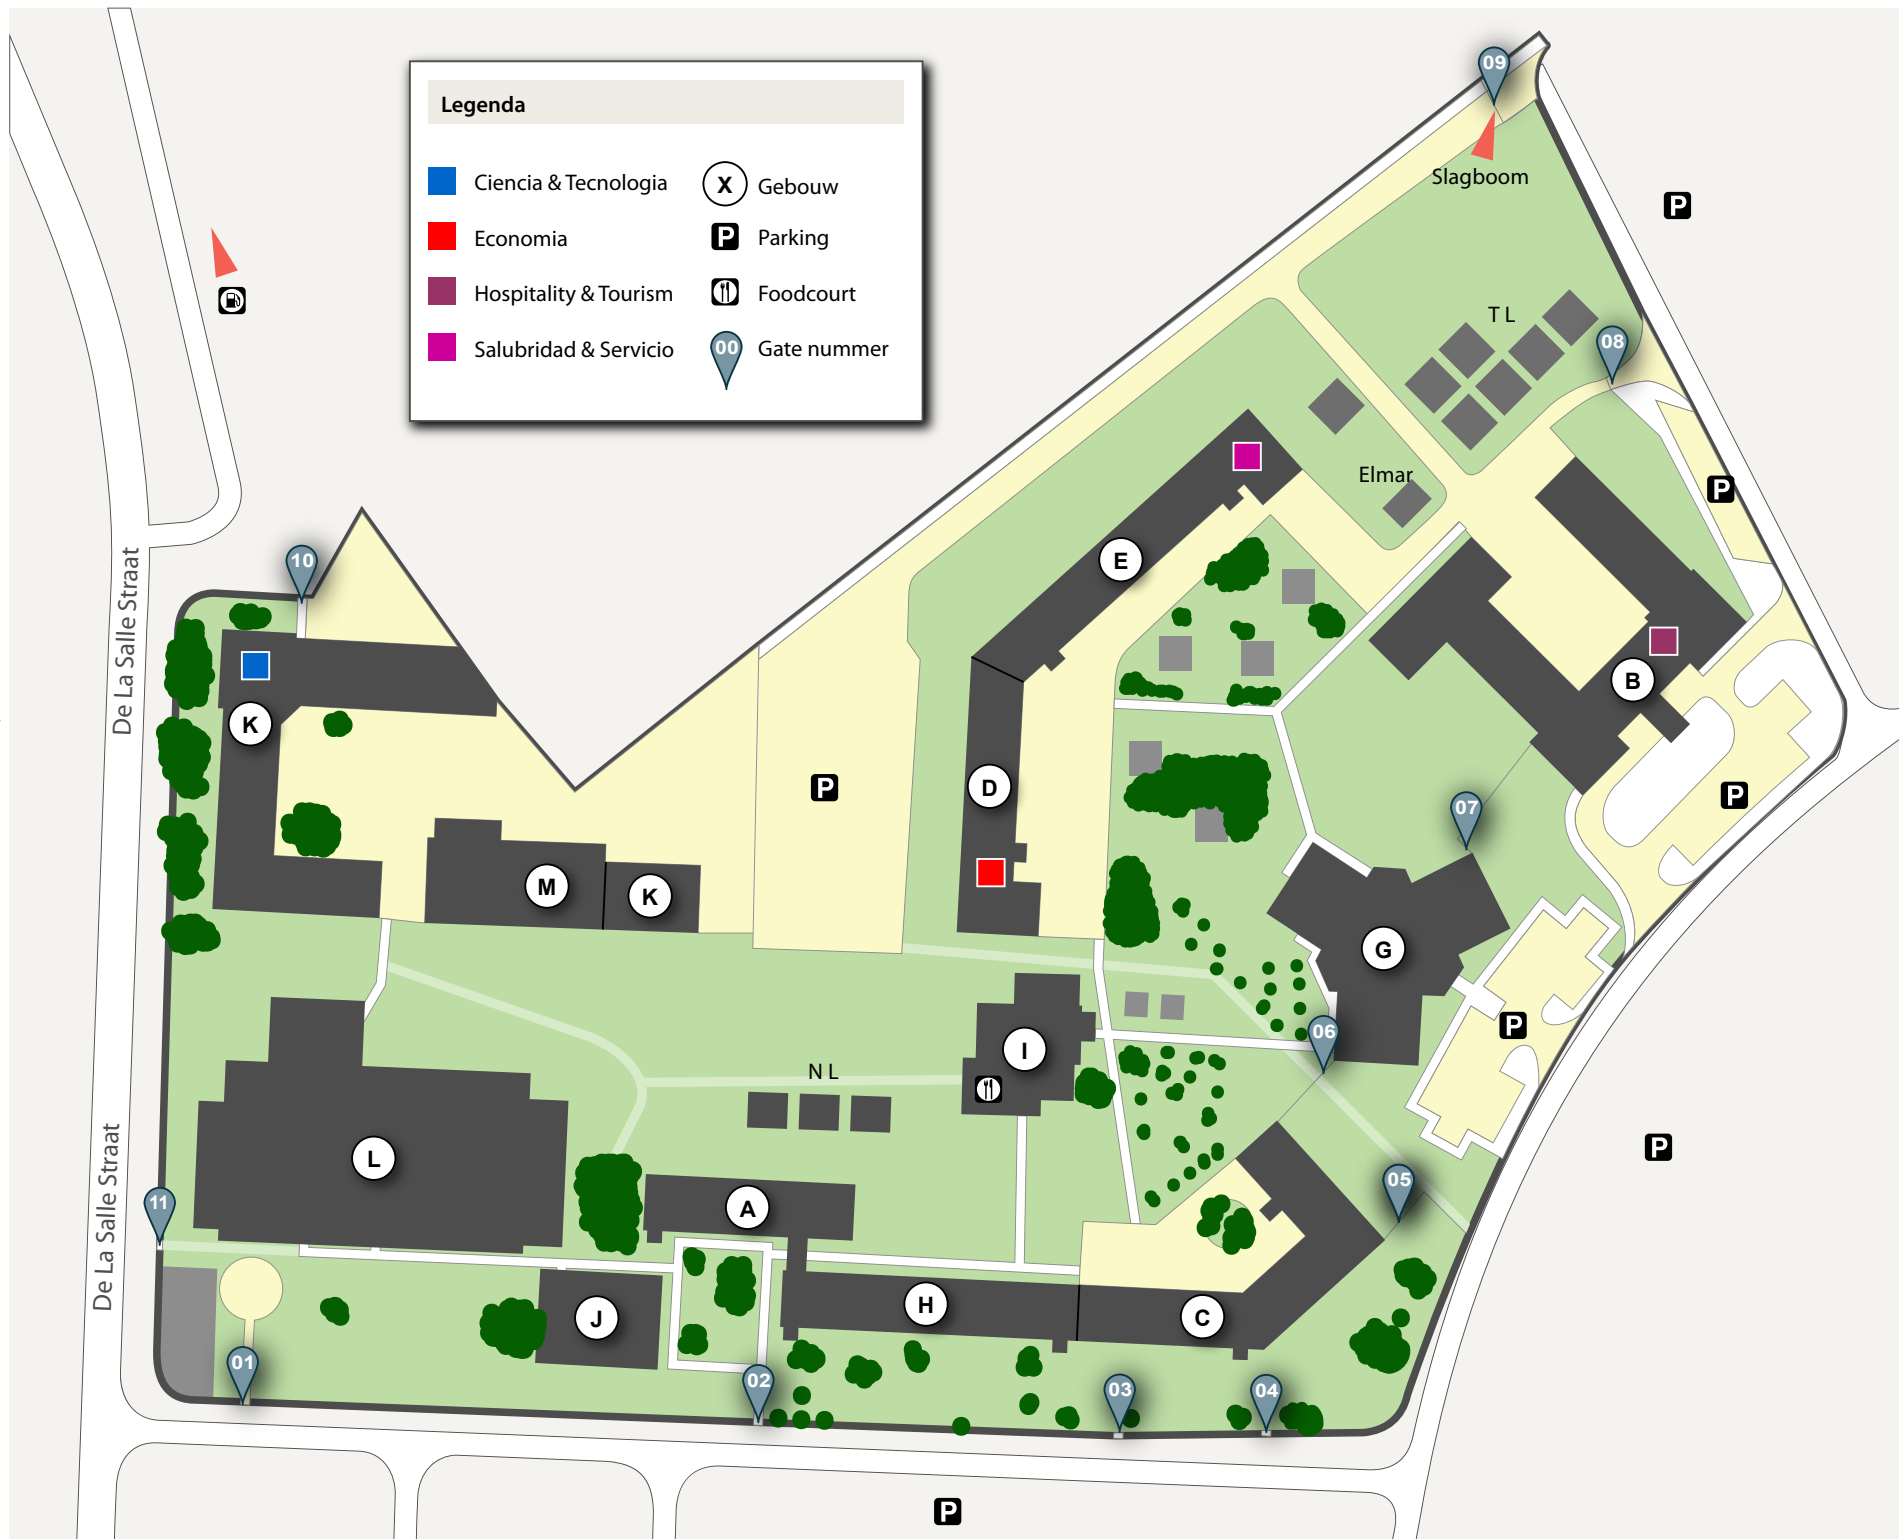 Legenda
Ciencia & Tecnologia
X Gebouw
Economia
P Parking
Hospitality & Tourism
Foodcourt
Salubridad & Servicio
00 Gate nummer
09
Slagboom
P
T L
08
Elmar
P
E
10
De La Salle Straat
K
B
D
P
P
07
M
K
G
06
P
I
N L
L
A
05
P
11
De La Salle Straat
J
H
C
01
02
03
04
P